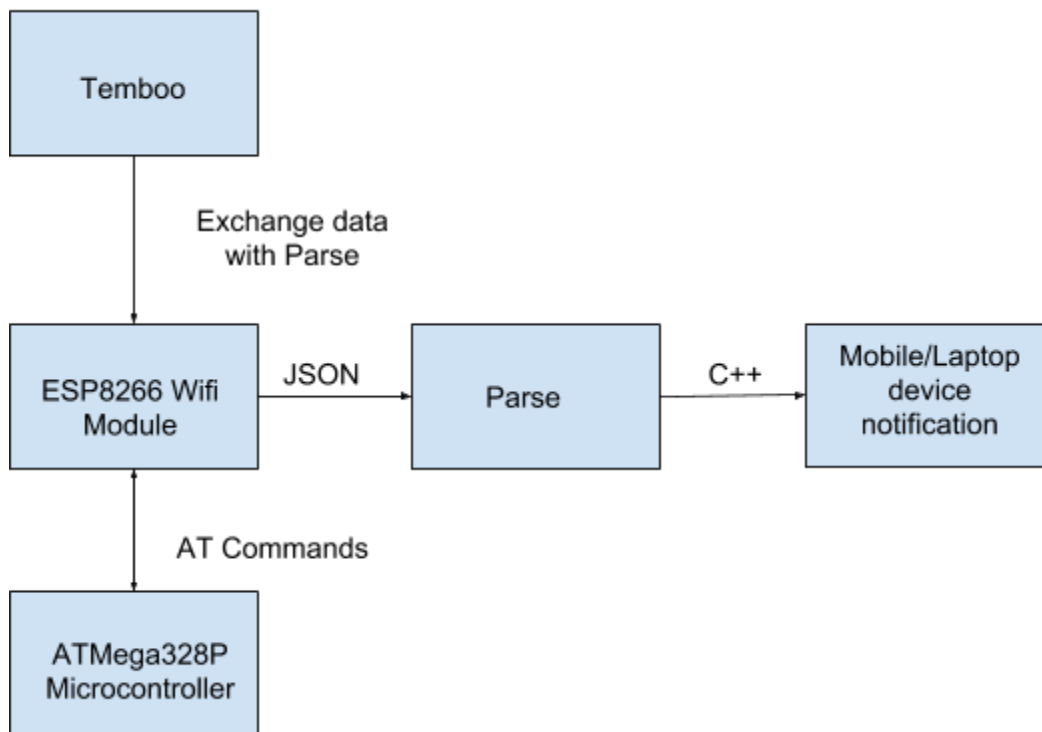 Temboo
Exchange data
with Parse
ESP8266 Wifi
Module
JSON
Parse
C++
Mobile/Laptop
device
notification
AT Commands
ATMega328P
Microcontroller